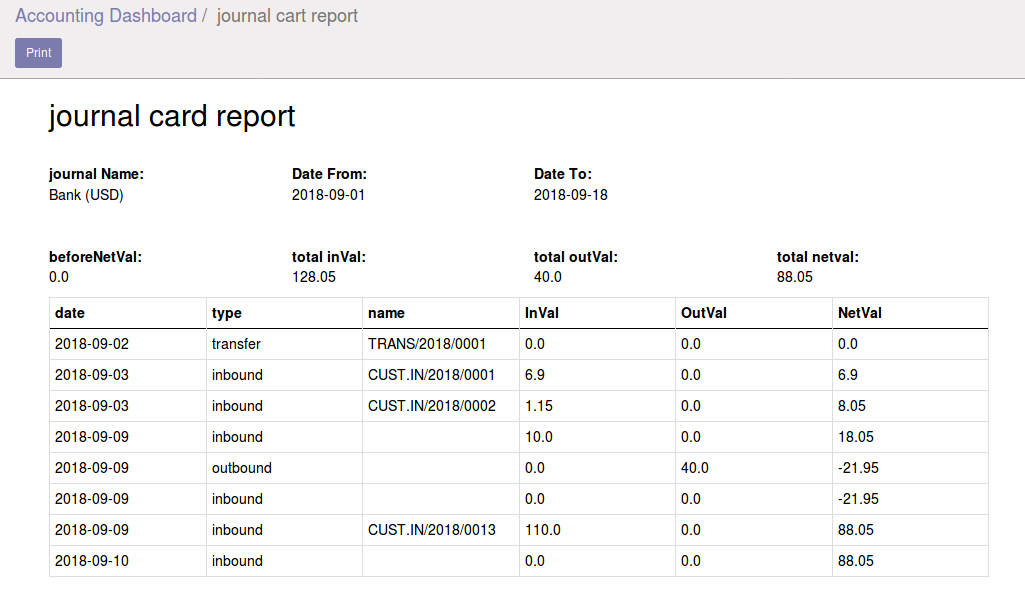 Accounting Dashboard / journal cart report
Print
journal card report
journal Name: Date From: Date To:
Bank (USD) 2018-09-01 2018-09-18
beforeNetVal: total inVal: total outVal: total netval:
0.0 128.05 40.0 88.05
date type name InVal OutVal NetVal
2018-09-02 transfer TRANS/2018/0001 0.0 0.0 0.0
2018-09-03 inbound CUST.IN/2018/0001 6.9 0.0 6.9
2018-09-03 inbound CUST.IN/2018/0002 1.15 0.0 8.05
2018-09-09 inbound 10.0 0.0 18.05
2018-09-09 outbound 0.0 40.0 -21.95
2018-09-09 inbound 0.0 0.0 -21.95
2018-09-09 inbound CUST.IN/2018/0013 110.0 0.0 88.05
2018-09-10 inbound 0.0 0.0 88.05